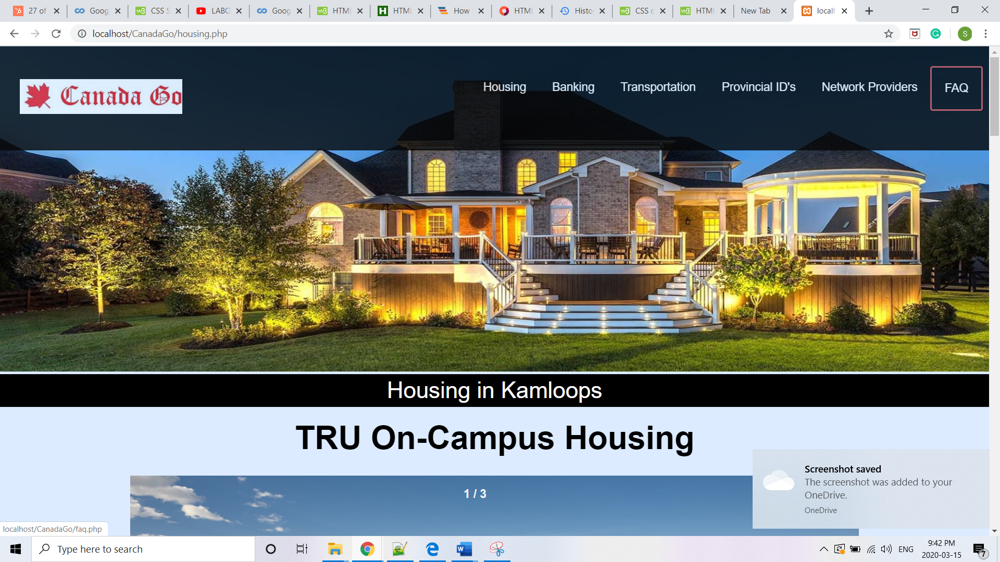 27 of
Goog
CSS S
LABO
Goog
HTML
HTML
How
HTML
Histo
CSS c
HTML
New Tab
localh
localhost/CanadaGo/housing.php
S
Canada Go
Housing
Banking
Transportation
Provincial ID's
Network Providers
FAQ
Housing in Kamloops
TRU On-Campus Housing
1 / 3
Screenshot saved
The screenshot was added to your
OneDrive.
OneDrive
localhost/CanadaGo/faq.php
Type here to search
ENG
9:42 PM
2020-03-15
7